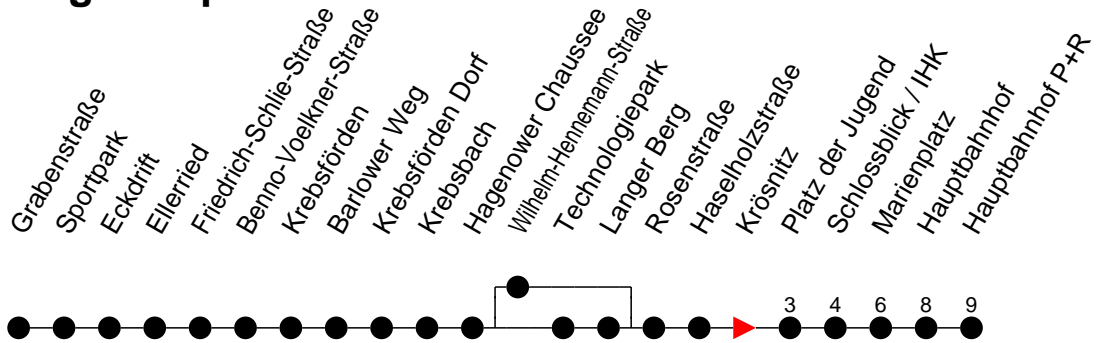 Grabenstraße
Sportpark
Eckdrift
Ellerried
Friedrich-Schlie-Straße
Benno-Voelkner-Straße
Krebsförden
Barlower Weg
Krebsförden Dorf
Krebsbach
Hagenower Chaussee
Wilhelm-Hennemann-Straße
Technologiepark
Langer Berg
Rosenstraße
Haselholzstraße
Krösnitz
Platz der Jugend
Schlossblick / IHK
Marienplatz
Hauptbahnhof
Hauptbahnhof P+R
3 4 6 8 9